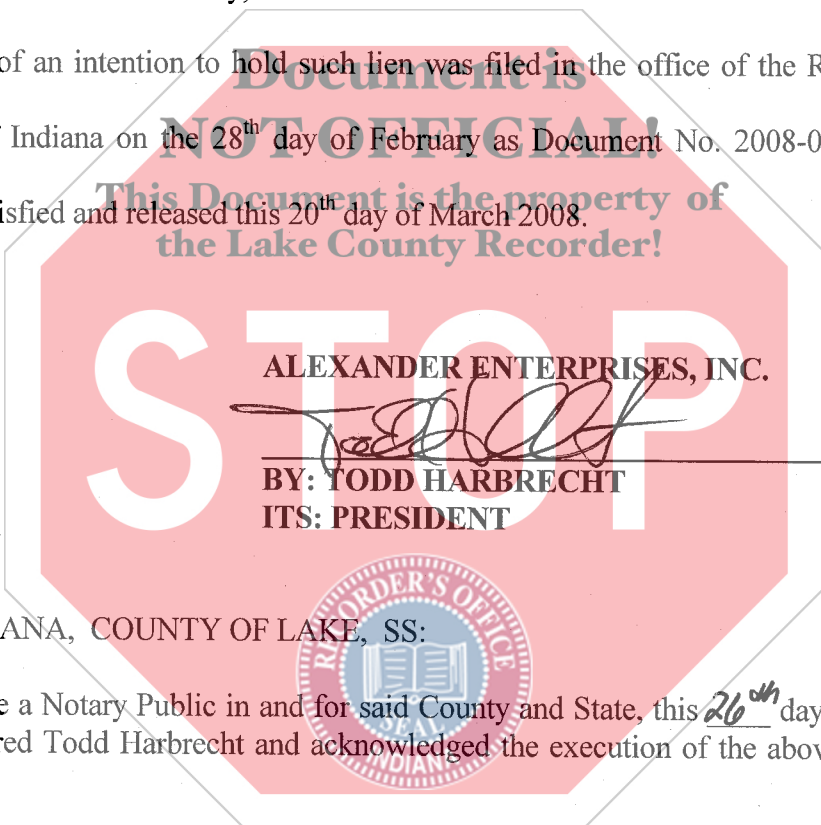 of an intention to hold such lien was filed in the office of the R
Document is
Indiana on the 28th day of February as Document No. 2008-0
NOT OFFICIAL!
This Document is the property of
isfied and released this 20th day of March 2008.
the Lake County Recorder!
STOP
ALEXANDER ENTERPRISES, INC.
BY: TODD HARBRECHT
ITS: PRESIDENT
RECORDER'S OFFICE
ANA, COUNTY OF LAKE, SS:
e a Notary Public in and for said County and State, this 26th day
SEAL
red Todd Harbrecht and acknowledged the execution of the abov
INDIANA